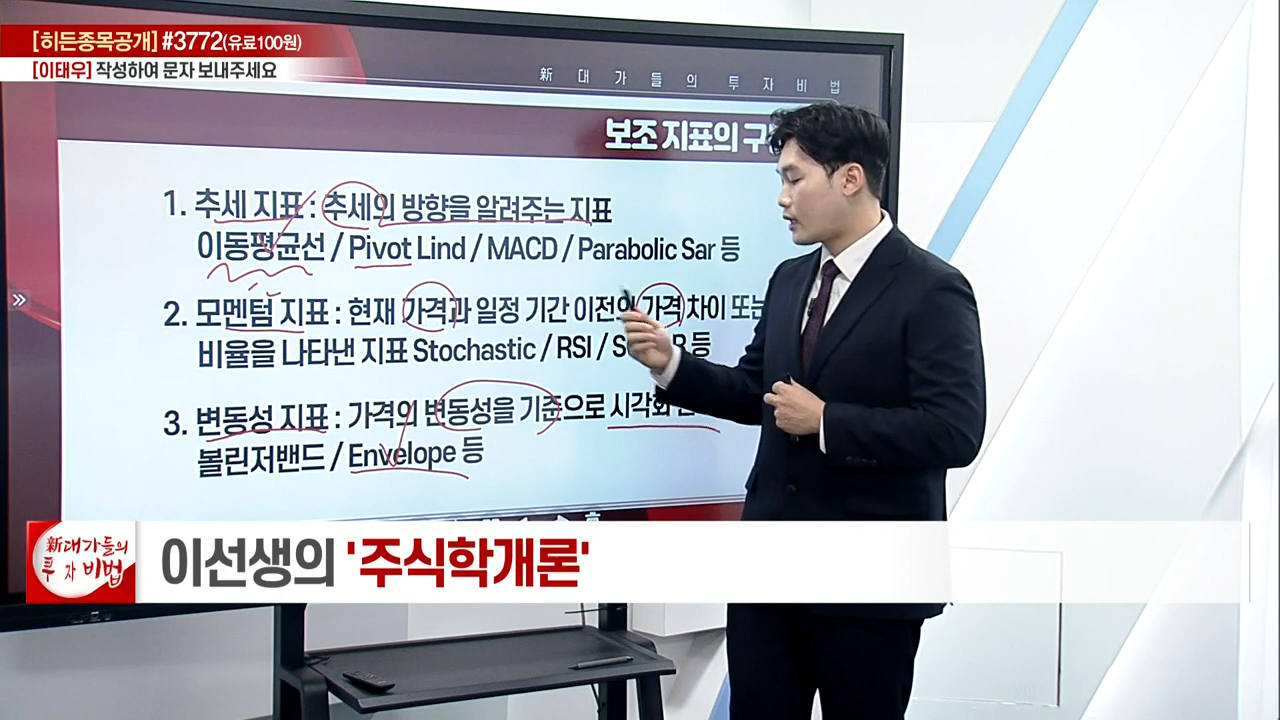 [히든종목공개] #3772(유료100원)
[이태우] 작성하여 문자 보내주세요
新 대 가 들 의 투 자 비 법
보조 지표의
1. 추세 지표 : 추세의 방향을 알려주는 지표
이동평균선 / Pivot Lind / MACD / Parabolic Sar 등
2. 모멘텀 지표 : 현재 가격과 일정 기간 이전의 가격 차이 또는
비율을 나타낸 지표 Stochastic / RSI / 등
3. 변동성 지표 : 가격의 변동성을 기준으로 시각화
볼린저밴드 / Envelope 등
新대가들의
투자 비법
이선생의 '주식학개론'